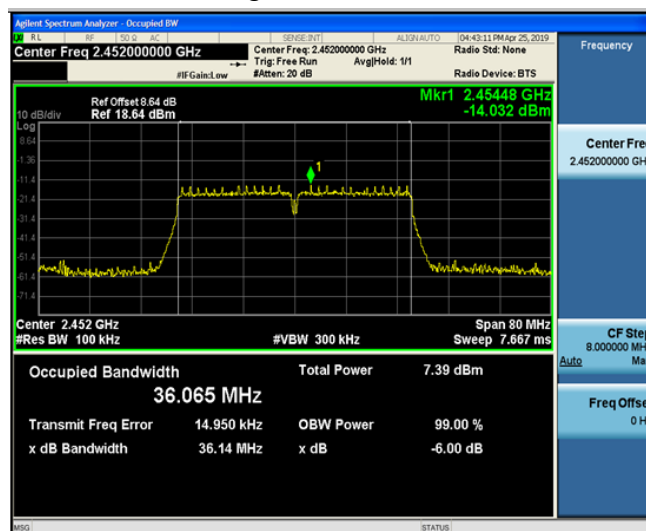 Agilent Spectrum Analyzer - Occupied BW
RL RF 50 Ω AC SENSE:INT ALIGN AUTO 04:43:11 PM Apr 25, 2019
Center Freq 2.452000000 GHz
Center Freq: 2.452000000 GHz
Radio Std: None
Trig: Free Run Avg|Hold: 1/1
#IFGain:Low #Atten: 20 dB Radio Device: BTS
Frequency
Ref Offset 8.64 dB
10 dB/div Ref 18.64 dBm
Mkr1 2.45448 GHz
-14.032 dBm
Log
8.64
-1.36
-11.4
-21.4
-31.4
-41.4
-51.4
-61.4
-71.4
1
Center 2.452 GHz Span 80 MHz
#Res BW 100 kHz #VBW 300 kHz Sweep 7.667 ms
Occupied Bandwidth Total Power 7.39 dBm
36.065 MHz
Transmit Freq Error 14.950 kHz OBW Power 99.00 %
x dB Bandwidth 36.14 MHz x dB -6.00 dB
Center Fre
2.452000000 GH
CF Ste
8.000000 MH
Auto Ma
Freq Offse
0 H
MSG STATUS